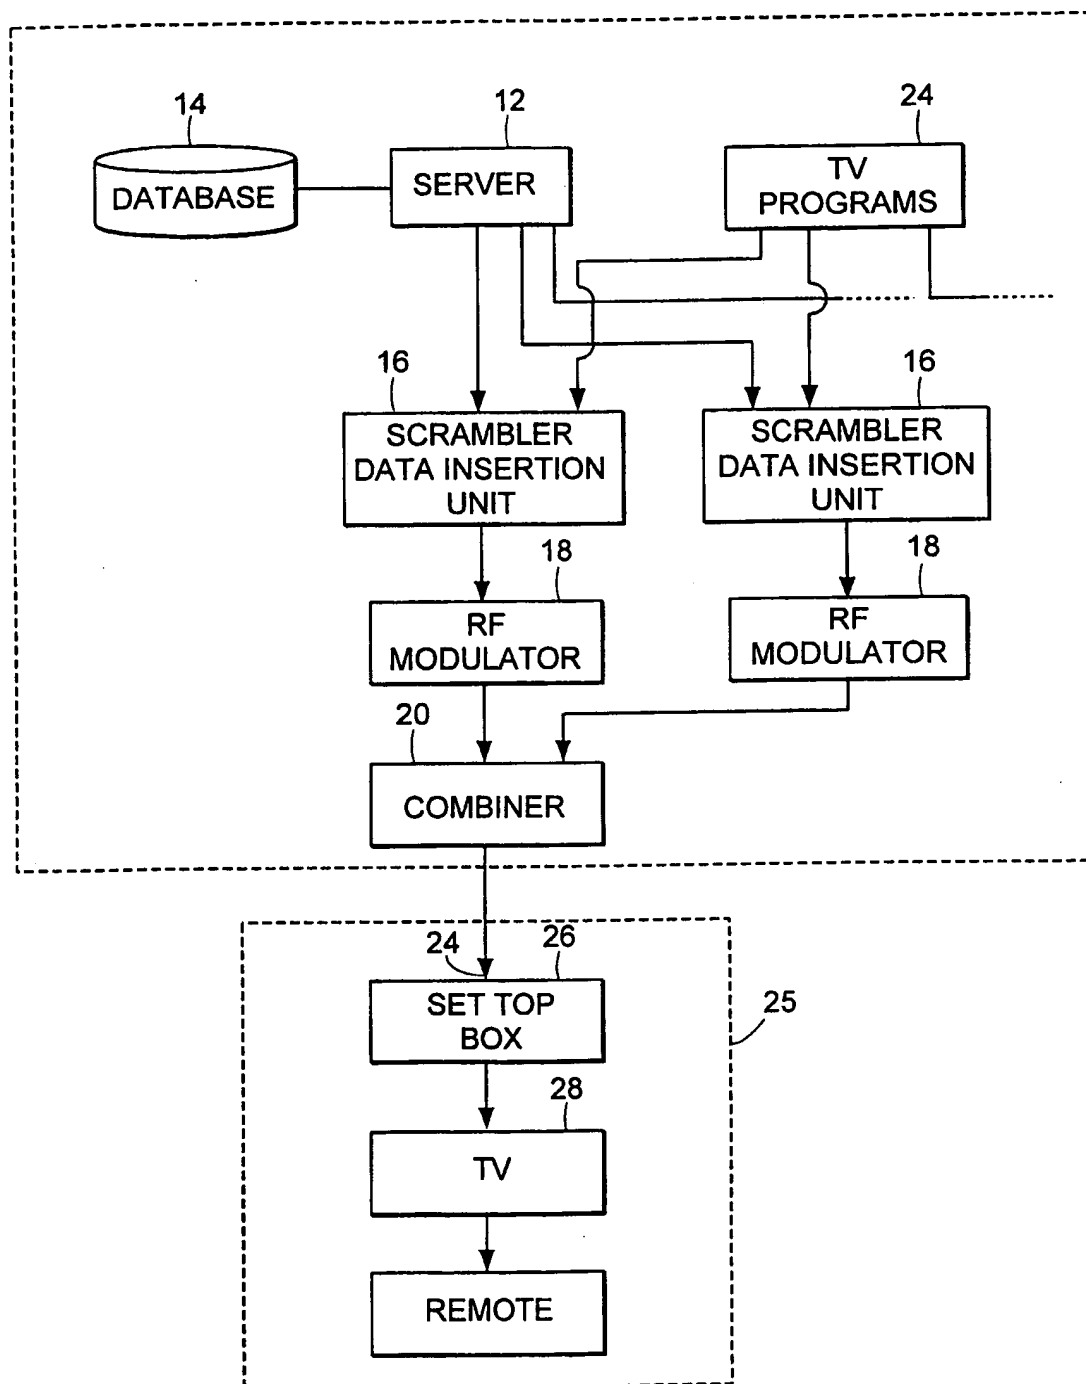 14
12
24
DATABASE
SERVER
TV
PROGRAMS
16
16
SCRAMBLER
DATA INSERTION
UNIT
SCRAMBLER
DATA INSERTION
UNIT
18
18
RF
MODULATOR
RF
MODULATOR
20
COMBINER
24
26
SET TOP
BOX
25
28
TV
REMOTE